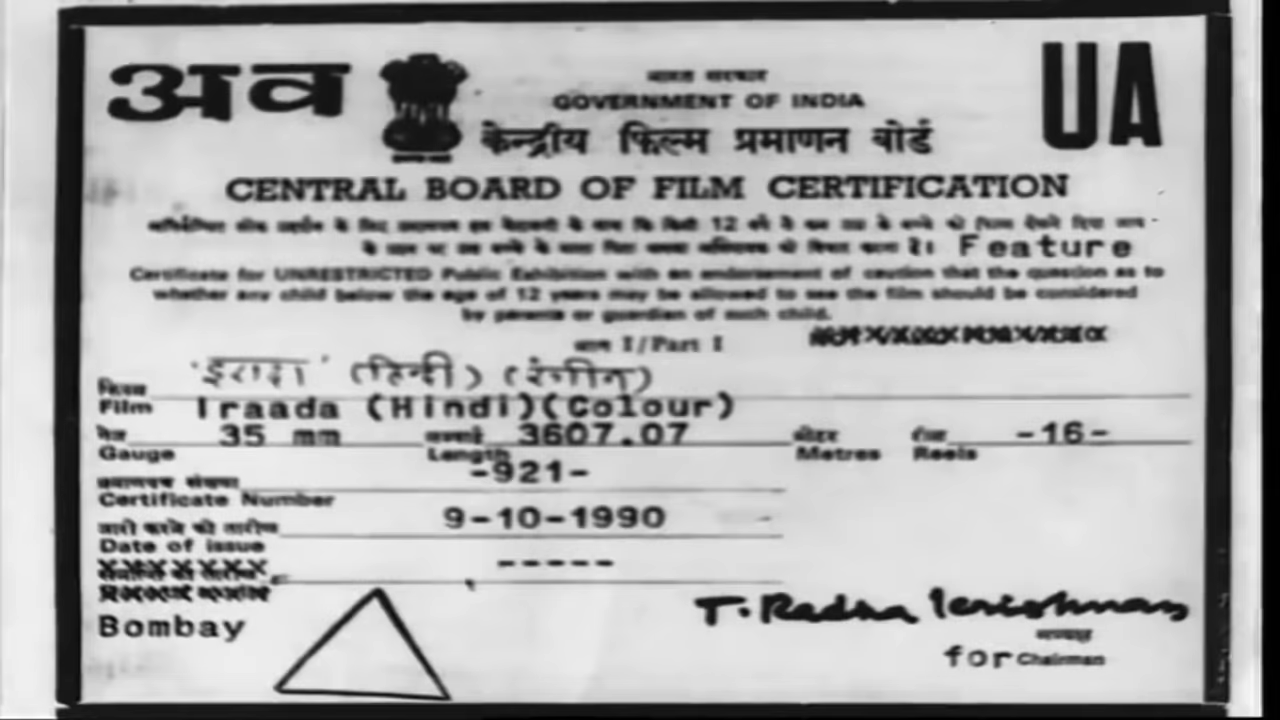 अव
भारत सरकार
UA
GOVERNMENT OF INDIA
केन्द्रीय फिल्म प्रमाणन बोर्ड
CENTRAL BOARD OF FILM CERTIFICATION
12
है। Feature
Certificate for UNRESTRICTED Public Exhibition with an endorsement of caution that the question as to
whether any child below the age of 12 years may be allowed to see the film should be considered
by parents or guardian of such child.
भाग I/Part I
'इरादा' (हिन्दी) (रंगीन)
फिल्म
Film Iraada (Hindi)(Colour)
गेज 35 mm लम्बाई 3607.07 मीटर रील -16-
Gauge Length Metres Reels
-921-
प्रमाणपत्र संख्या
Certificate Number
9-10-1990
जारी करने की तारीख
Date of issue
-----
Bombay
T. Radha Krishnan
अध्यक्ष
for Chairman